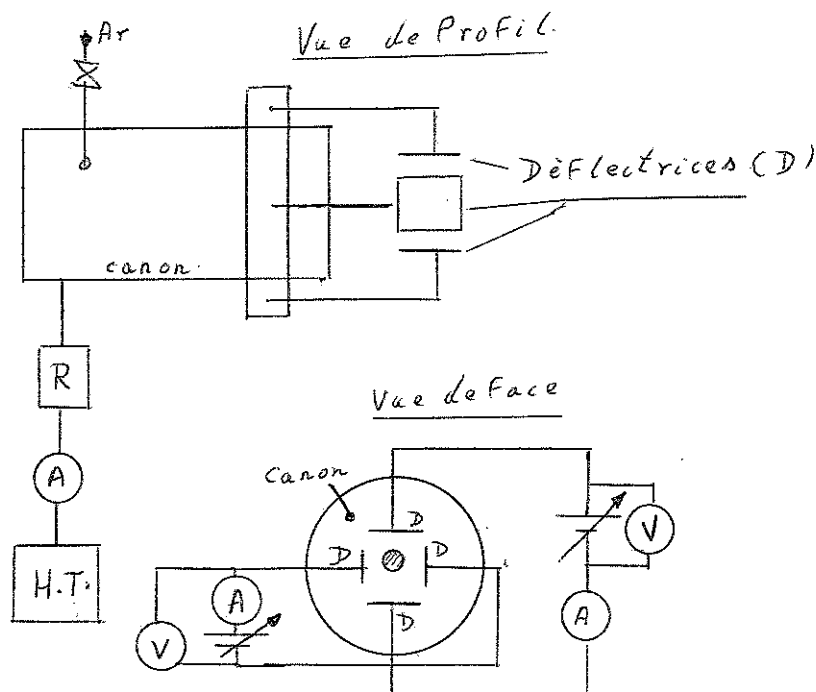 Ar
Vue de Profil.
Déflectrices (D)
canon.
R
A
H.T.
Vue de Face
canon
D
D
D
D
A
V
V
A